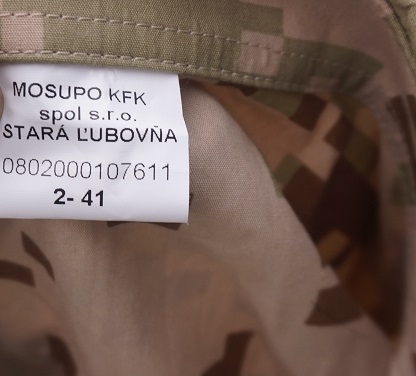 MOSUPO KFK
spol s.r.o.
STARÁ ĽUBOVŇA
0802000107611
2- 41